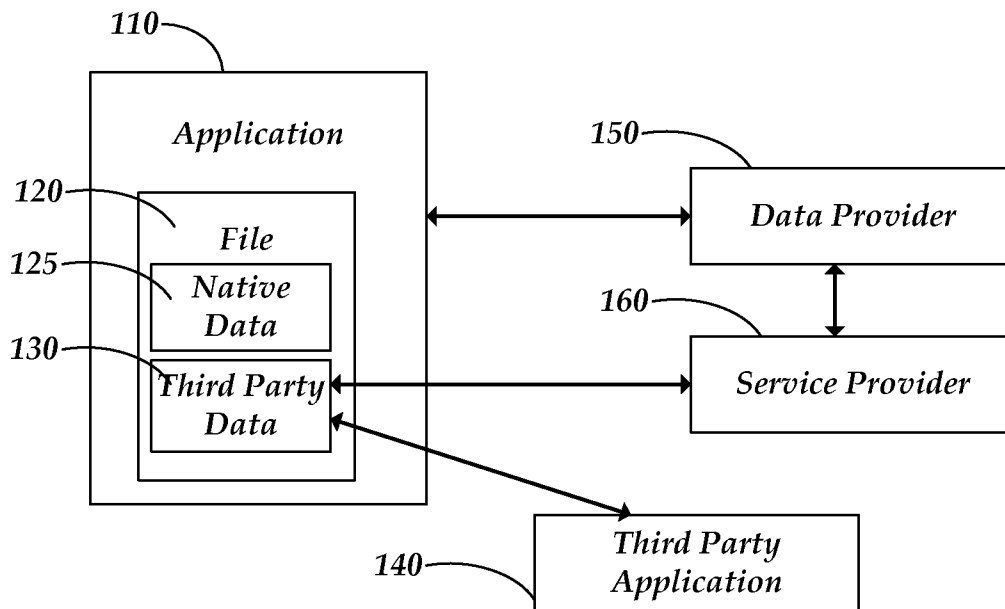 110
Application
120
File
125
Native
Data
130
Third Party
Data
150
Data Provider
160
Service Provider
140
Third Party
Application